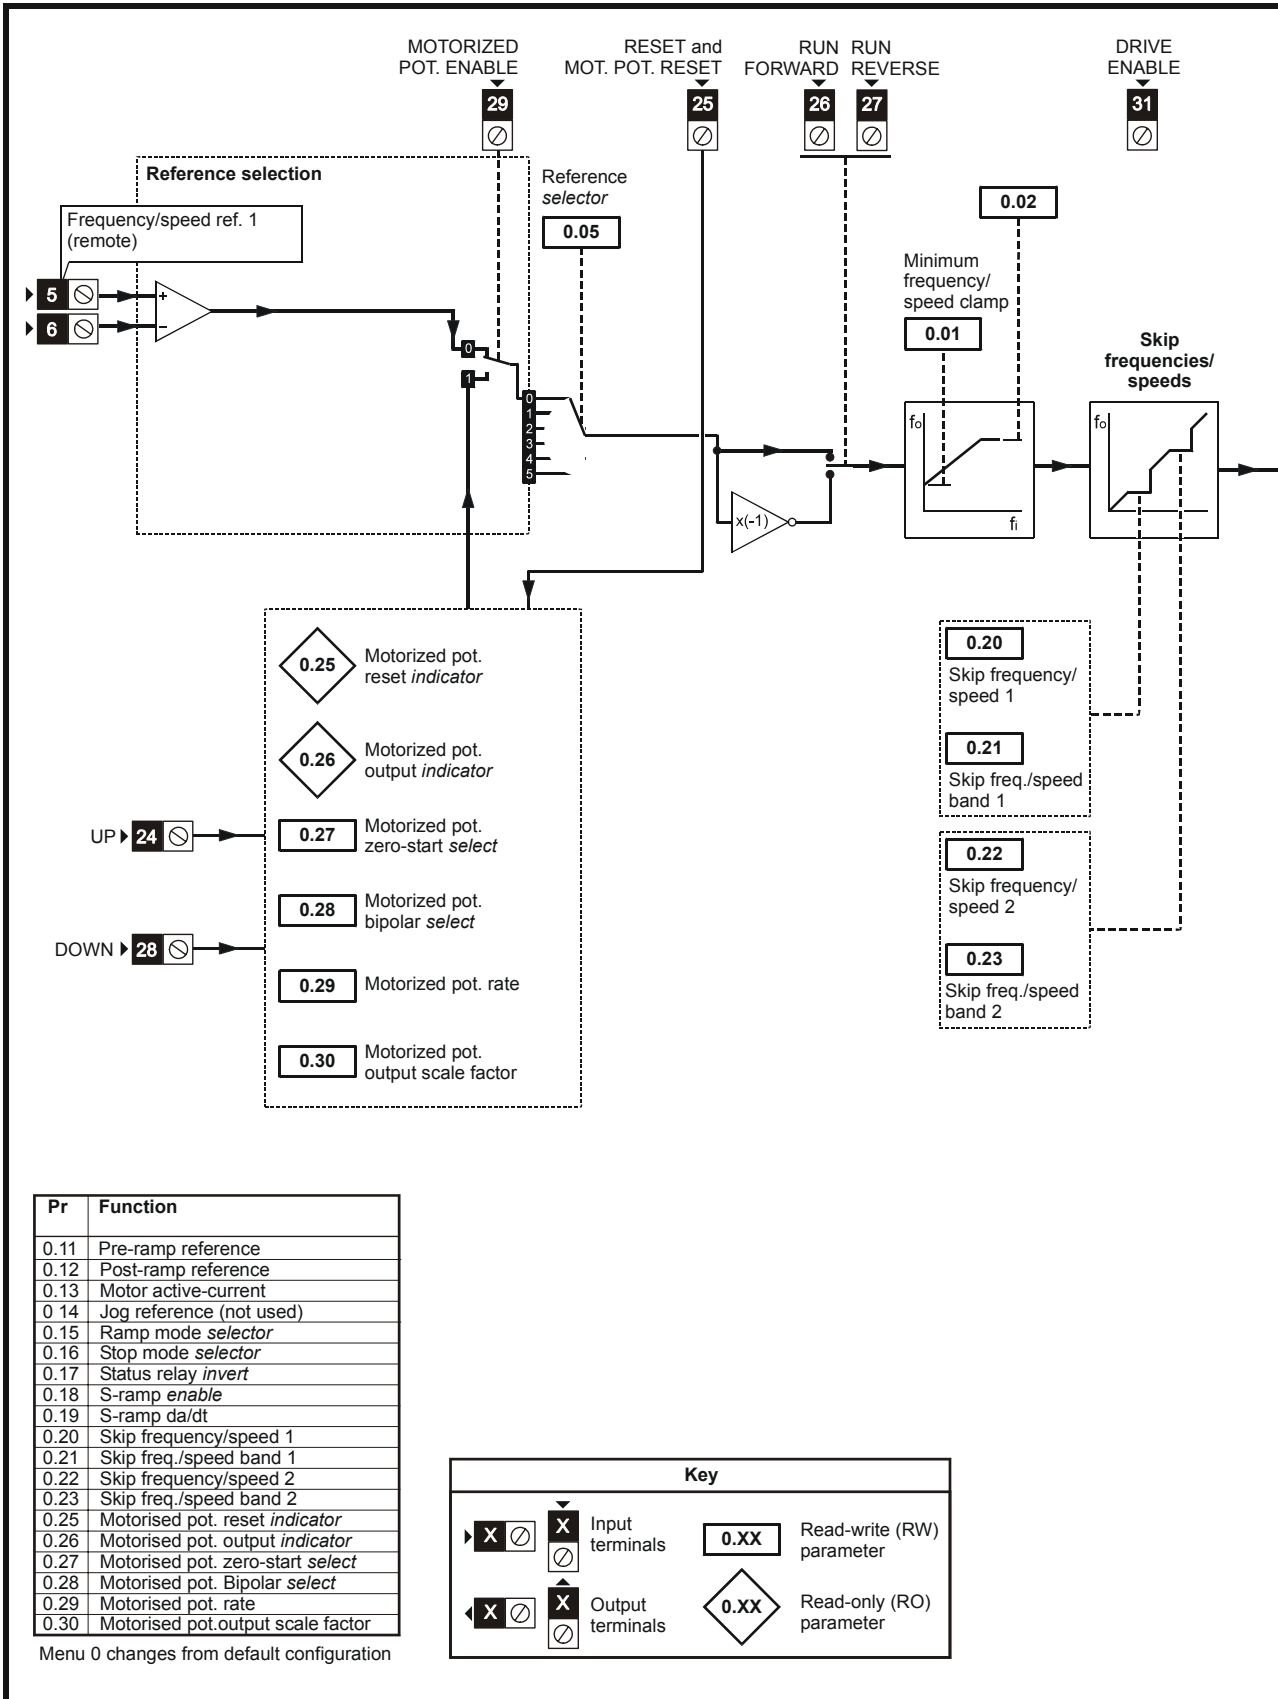 MOTORIZED
POT. ENABLE
29
RESET and
MOT. POT. RESET
25
RUN
FORWARD
26
RUN
REVERSE
27
DRIVE
ENABLE
31
Reference selection
Frequency/speed ref. 1
(remote)
5
6
+
–
0
1
Reference
selector
0.05
0
1
2
3
4
5
x(-1)
Minimum
frequency/
speed clamp
0.01
0.02
fo
fi
Skip
frequencies/
speeds
fo
0.25
Motorized pot.
reset indicator
0.26
Motorized pot.
output indicator
UP
24
0.27
Motorized pot.
zero-start select
0.28
Motorized pot.
bipolar select
DOWN
28
0.29
Motorized pot. rate
0.30
Motorized pot.
output scale factor
0.20
Skip frequency/
speed 1
0.21
Skip freq./speed
band 1
0.22
Skip frequency/
speed 2
0.23
Skip freq./speed
band 2
Pr Function
0.11 Pre-ramp reference
0.12 Post-ramp reference
0.13 Motor active-current
0 14 Jog reference (not used)
0.15 Ramp mode selector
0.16 Stop mode selector
0.17 Status relay invert
0.18 S-ramp enable
0.19 S-ramp da/dt
0.20 Skip frequency/speed 1
0.21 Skip freq./speed band 1
0.22 Skip frequency/speed 2
0.23 Skip freq./speed band 2
0.25 Motorised pot. reset indicator
0.26 Motorised pot. output indicator
0.27 Motorised pot. zero-start select
0.28 Motorised pot. Bipolar select
0.29 Motorised pot. rate
0.30 Motorised pot.output scale factor
Menu 0 changes from default configuration
Key
X
X
Input
terminals
0.XX
Read-write (RW)
parameter
X
X
Output
terminals
0.XX
Read-only (RO)
parameter